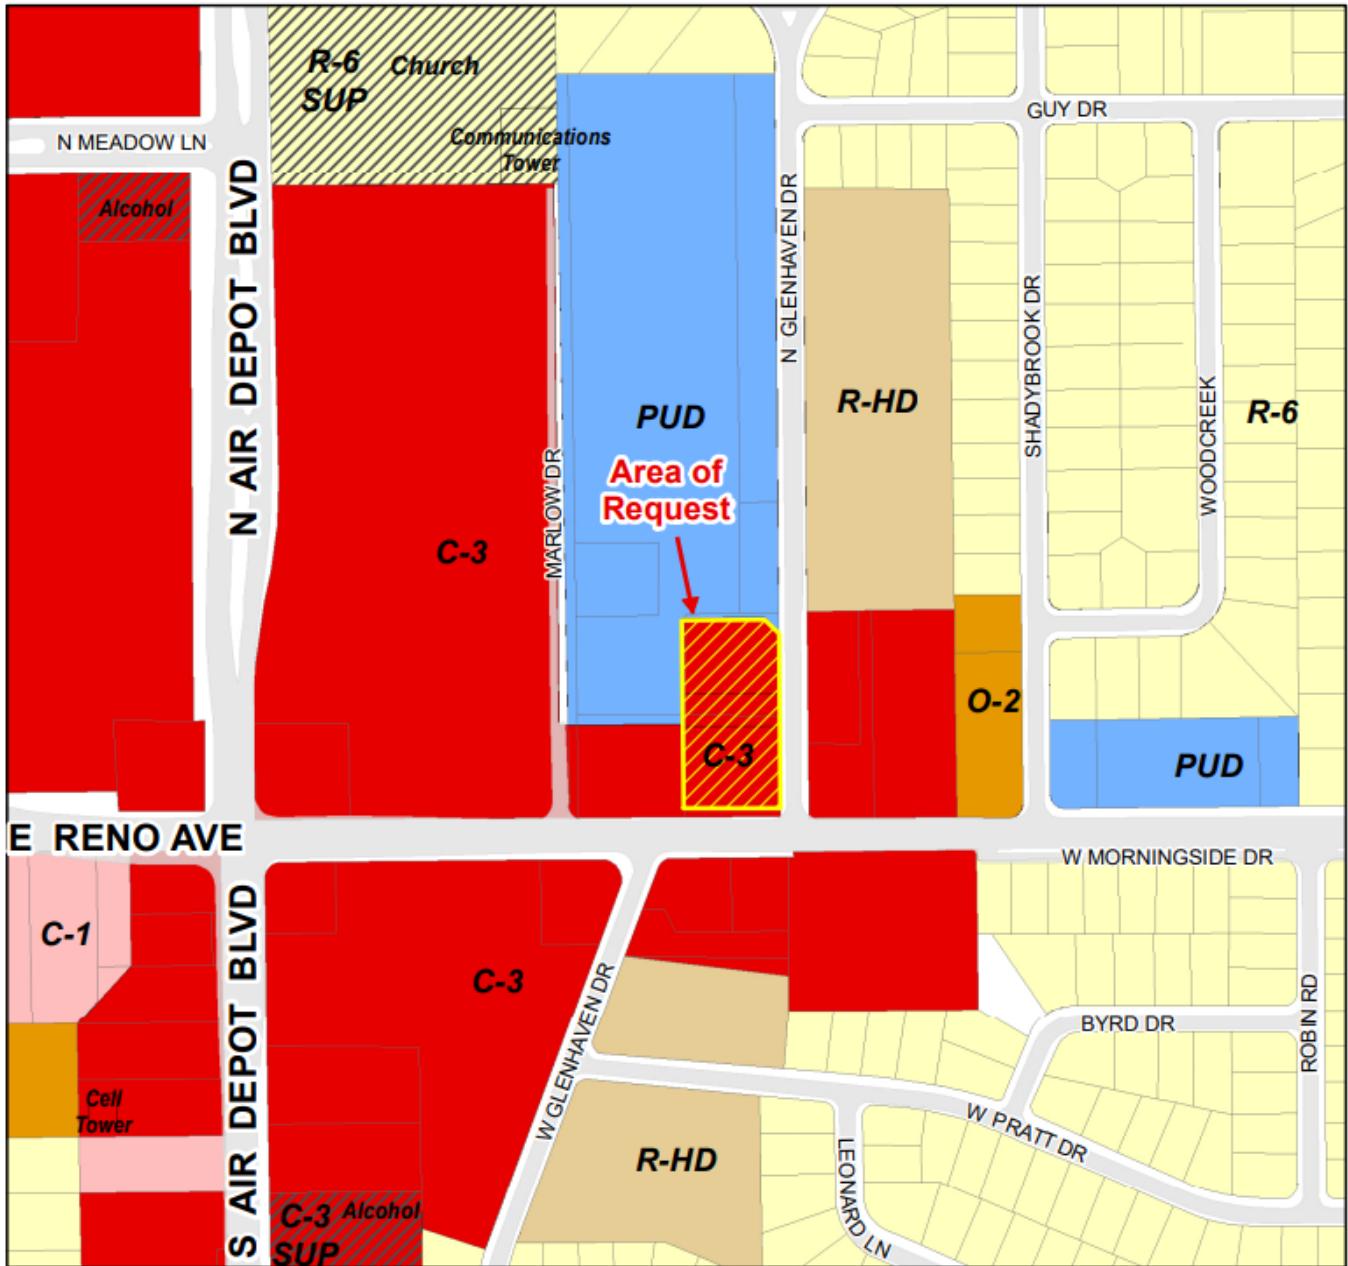 R-6
SUP
Church
Communications
Tower
GUY DR
N MEADOW LN
Alcohol
N AIR DEPOT BLVD
N GLENHAVEN DR
SHADYBROOK DR
WOODCREEK
R-HD
R-6
PUD
Area of
Request
MARLOW DR
C-3
O-2
C-3
PUD
E RENO AVE
W MORNINGSIDE DR
C-1
S AIR DEPOT BLVD
C-3
W GLENHAVEN DR
BYRD DR
ROBIN RD
Cell
Tower
W PRATT DR
R-HD
LEONARD LN
C-3
SUP
Alcohol